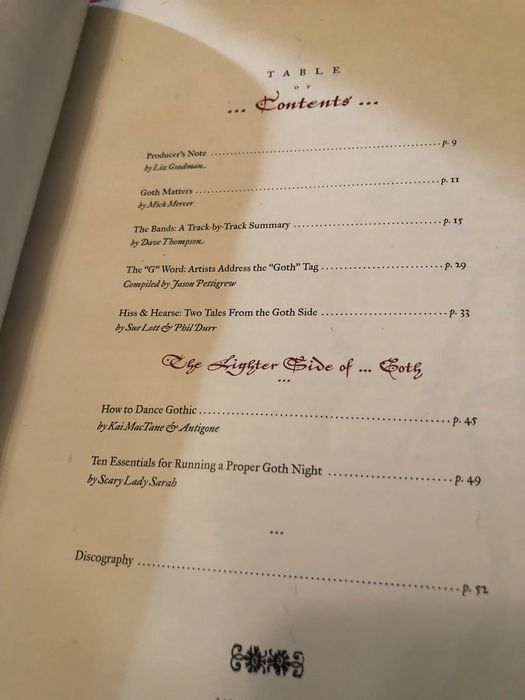 TABLE
OF
... Contents ...
Producer's Note ........................................ p. 9
by Liz Goodman
Goth Matters ........................................ p. 11
by Mick Mercer
The Bands: A Track-by-Track Summary ........................ p. 15
by Dave Thompson
The "G" Word: Artists Address the "Goth" Tag .................... p. 29
Compiled by Jason Pettigrew
Hiss & Hearse: Two Tales From the Goth Side .................... p. 33
by Sue Lott & Phil Durr
The Lighter Side of ... Goth
...
How to Dance Gothic ........................................ p. 45
by Kai MacTane & Antigone
Ten Essentials for Running a Proper Goth Night .................... p. 49
by Scary Lady Sarah
...
Discography ........................................ p. 52